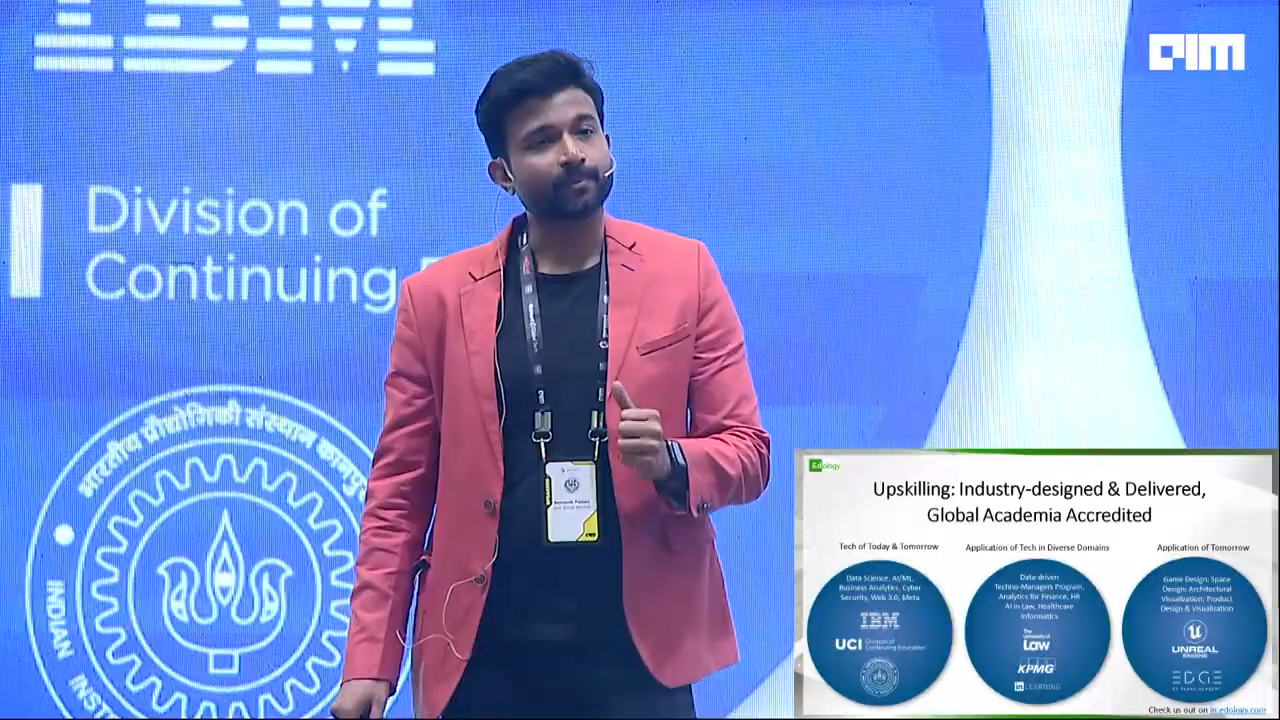 IBM
AIM
Division of
Continuing
भारतीय प्रौद्योगिकी संस्थान कानपुर
Edology
Upskilling: Industry-designed & Delivered,
Global Academia Accredited
Tech of Today & Tomorrow
Data Science, AI/ML,
Business Analytics, Cyber
Security, Web 3.0, Meta
IBM
UCI Division of
Continuing Education
Application of Tech in Diverse Domains
Data-driven
Techno-Managers Program,
Analytics for Finance, HR
AI in Law, Healthcare
Informatics
The
University of
Law
KPMG
in LEARNING
Application of Tomorrow
Game Design; Space
Design; Architectural
Visualization; Product
Design & Visualization
UNREAL
ENGINE
EDGE
Check us out on in.edology.com